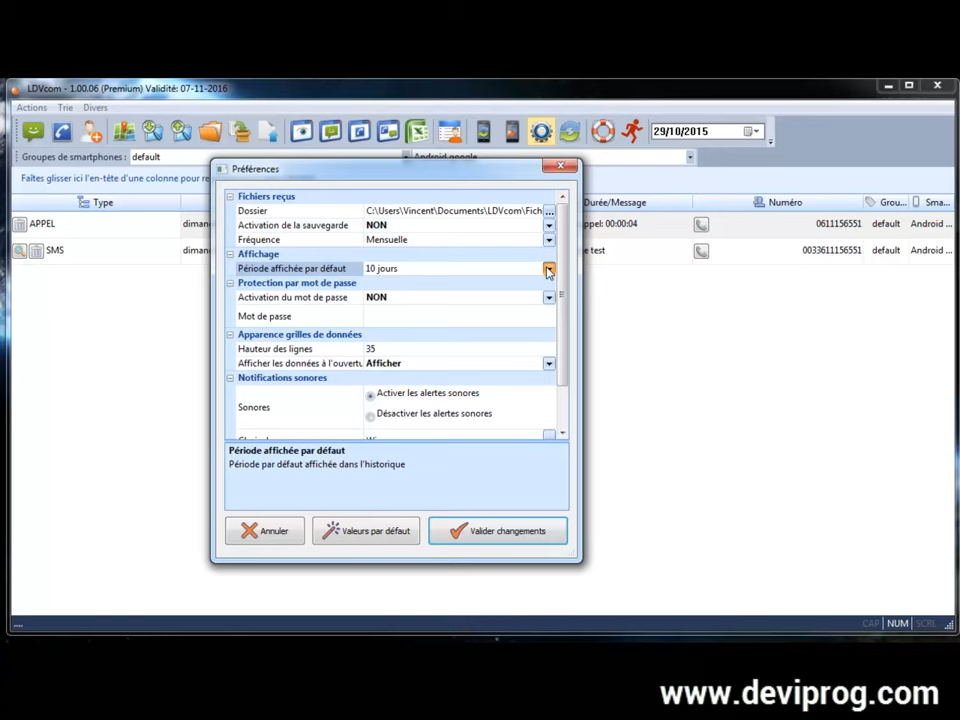 LDVcom - 1.00.06 (Premium) Validité: 07-11-2016
Actions Trie Divers
29/10/2015
Groupes de smartphones : default Android google
Faites glisser ici l'en-tête d'une colonne pour re
Type Durée/Message Numéro Grou... Sma...
APPEL diman ppel: 00:00:04 0611156551 default Android ...
SMS diman e test 0033611156551 default Android ...
Préférences
Fichiers reçus
Dossier C:\Users\Vincent\Documents\LDVcom\Fich ...
Activation de la sauvegarde NON
Fréquence Mensuelle
Affichage
Période affichée par défaut 10 jours
Protection par mot de passe
Activation du mot de passe NON
Mot de passe
Apparence grilles de données
Hauteur des lignes 35
Afficher les données à l'ouvertu Afficher
Notifications sonores
Sonores
Activer les alertes sonores
Désactiver les alertes sonores
Période affichée par défaut
Période par défaut affichée dans l'historique
Annuler Valeurs par défaut Valider changements
.... CAP NUM SCRL
www.deviprog.com